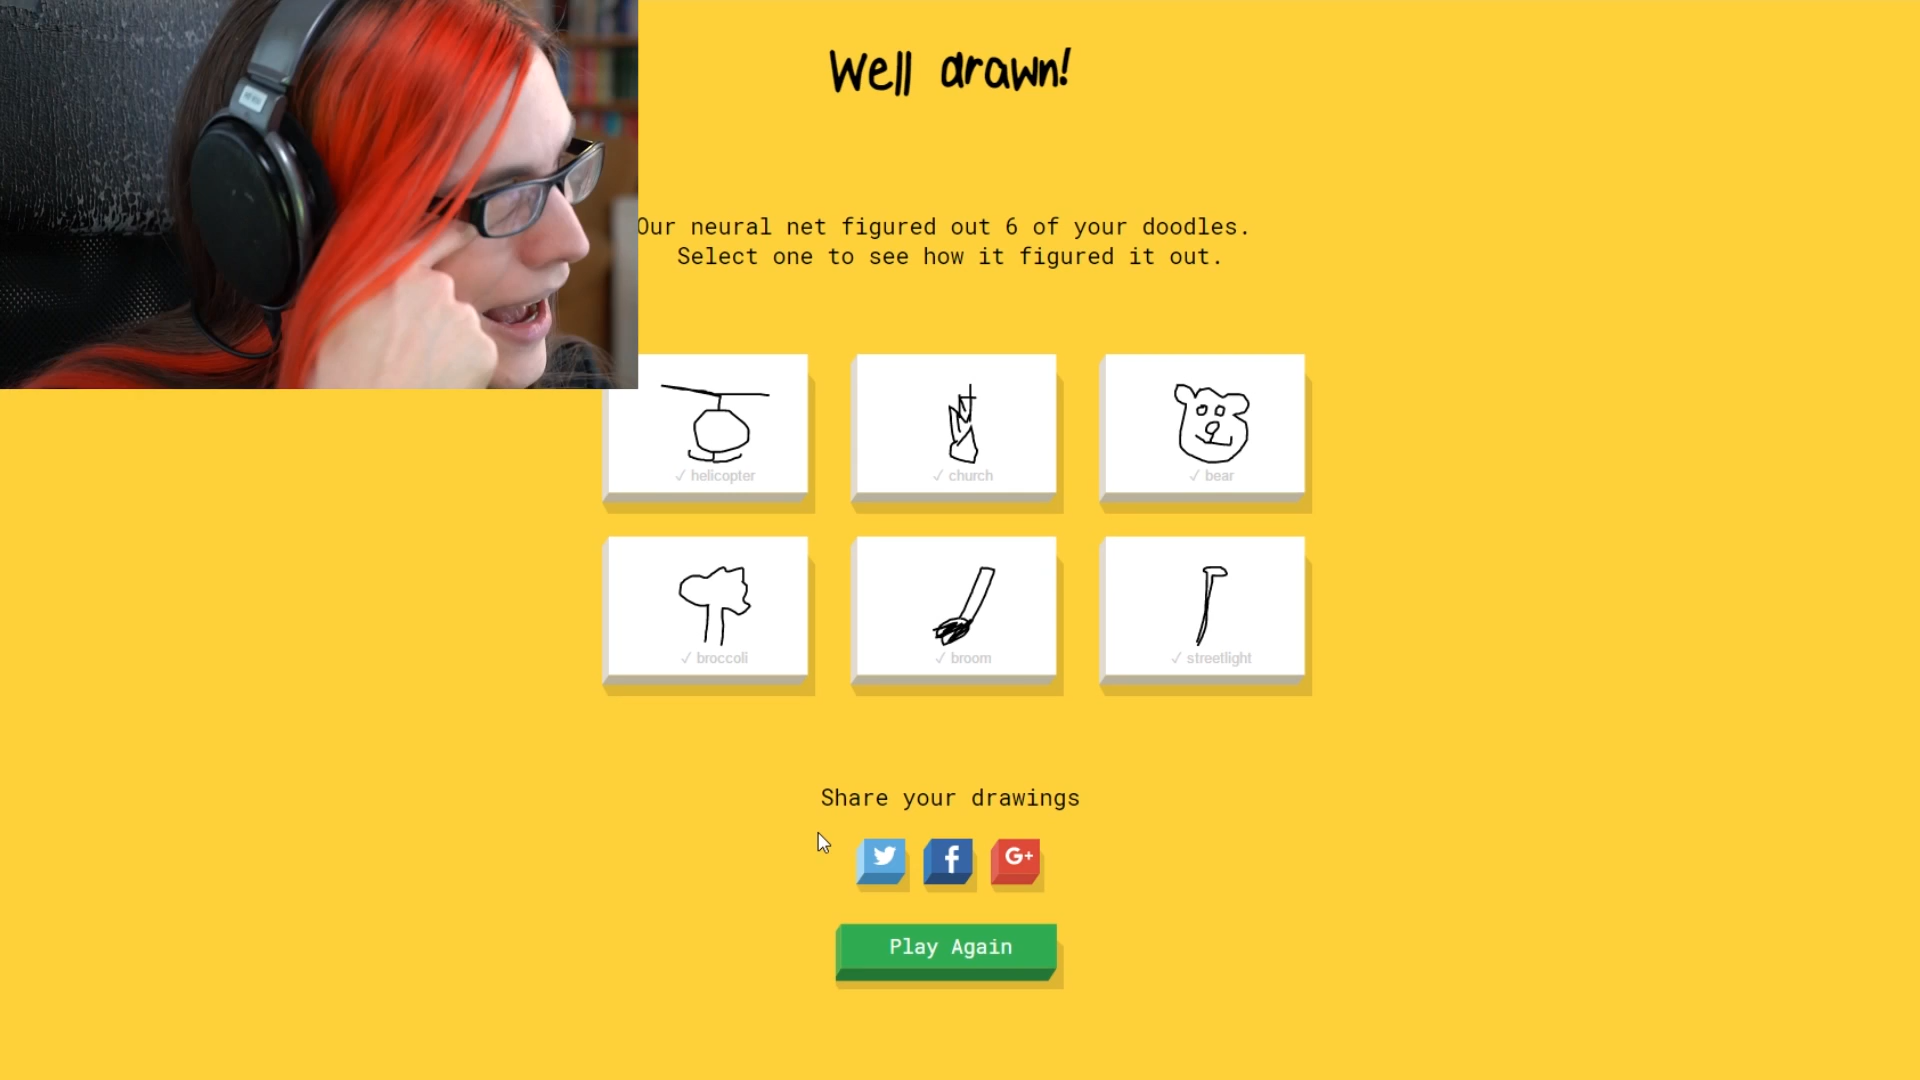 Well drawn!
Our neural net figured out 6 of your doodles.
Select one to see how it figured it out.
✓ helicopter
✓ church
✓ bear
✓ broccoli
✓ broom
✓ streetlight
Share your drawings
G+
Play Again